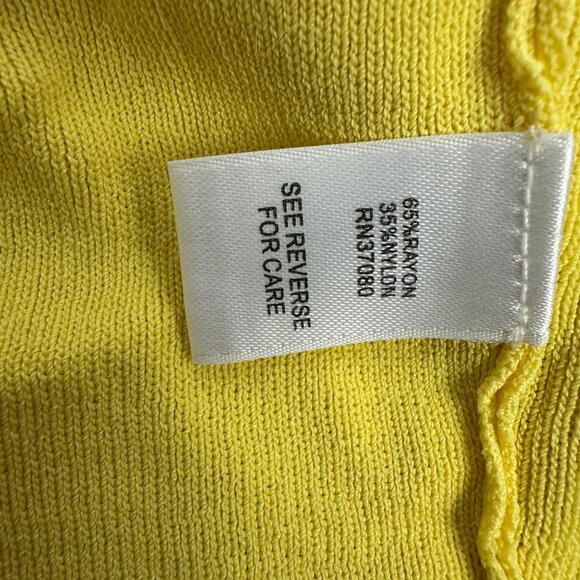 65%RAYON
35%NYLON
RN37080
SEE REVERSE
FOR CARE